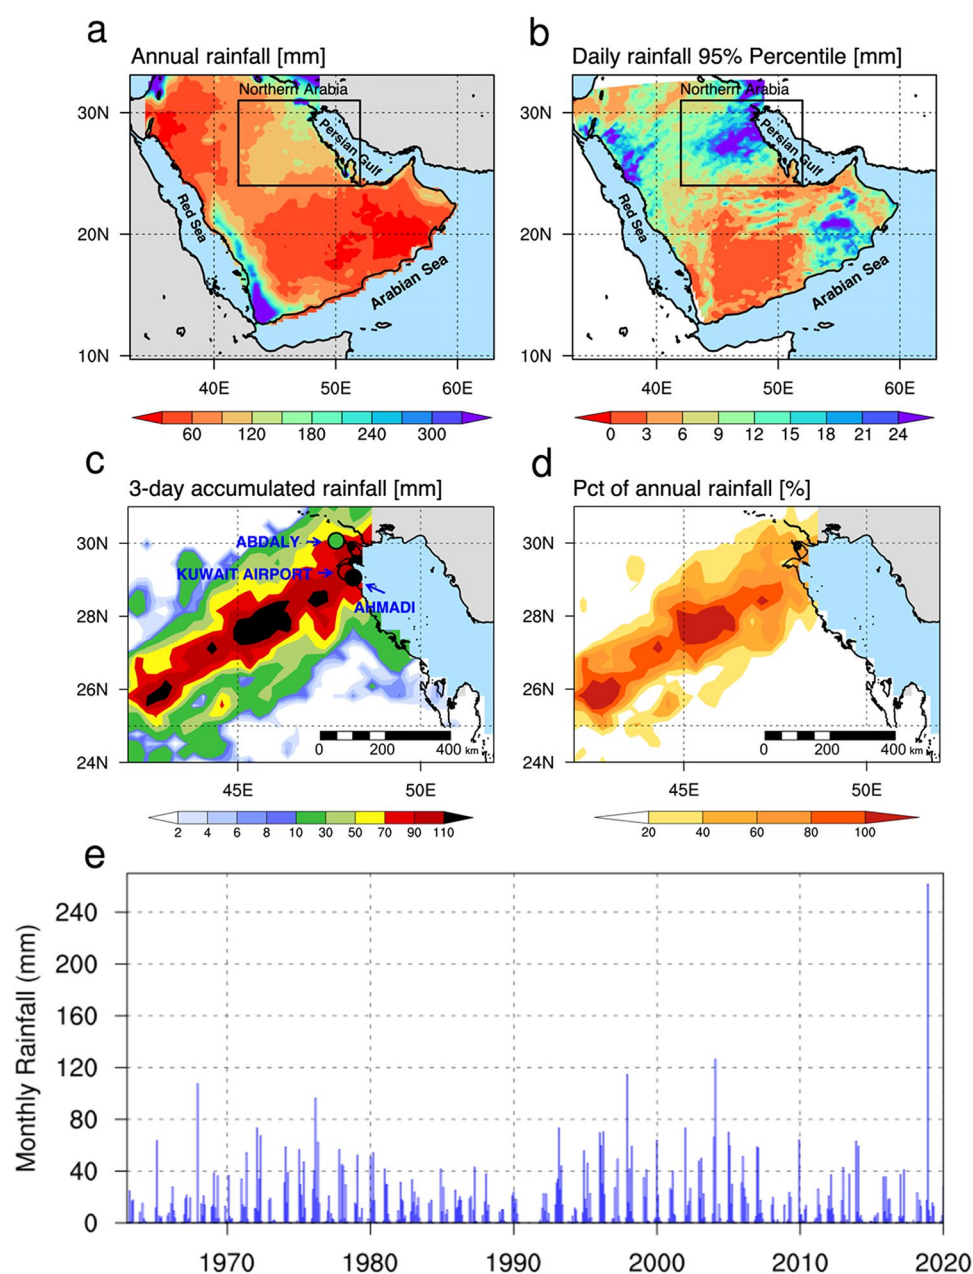 a
b
Annual rainfall [mm]
Daily rainfall 95% Percentile [mm]
Northern Arabia
Northern Arabia
30N
30N
Persian Gulf
Persian Gulf
Red Sea
Red Sea
20N
20N
Arabian Sea
Arabian Sea
10N
10N
40E 50E 60E
40E 50E 60E
60 120 180 240 300
0 3 6 9 12 15 18 21 24
c
d
3-day accumulated rainfall [mm]
Pct of annual rainfall [%]
30N
ABDALY
30N
KUWAIT AIRPORT
AHMADI
28N
28N
26N
26N
0 200 400 km
0 200 400 km
24N
24N
45E 50E
45E 50E
2 4 6 8 10 30 50 70 90 110
20 40 60 80 100
e
Monthly Rainfall (mm)
240
200
160
120
80
40
0
1970 1980 1990 2000 2010 2020